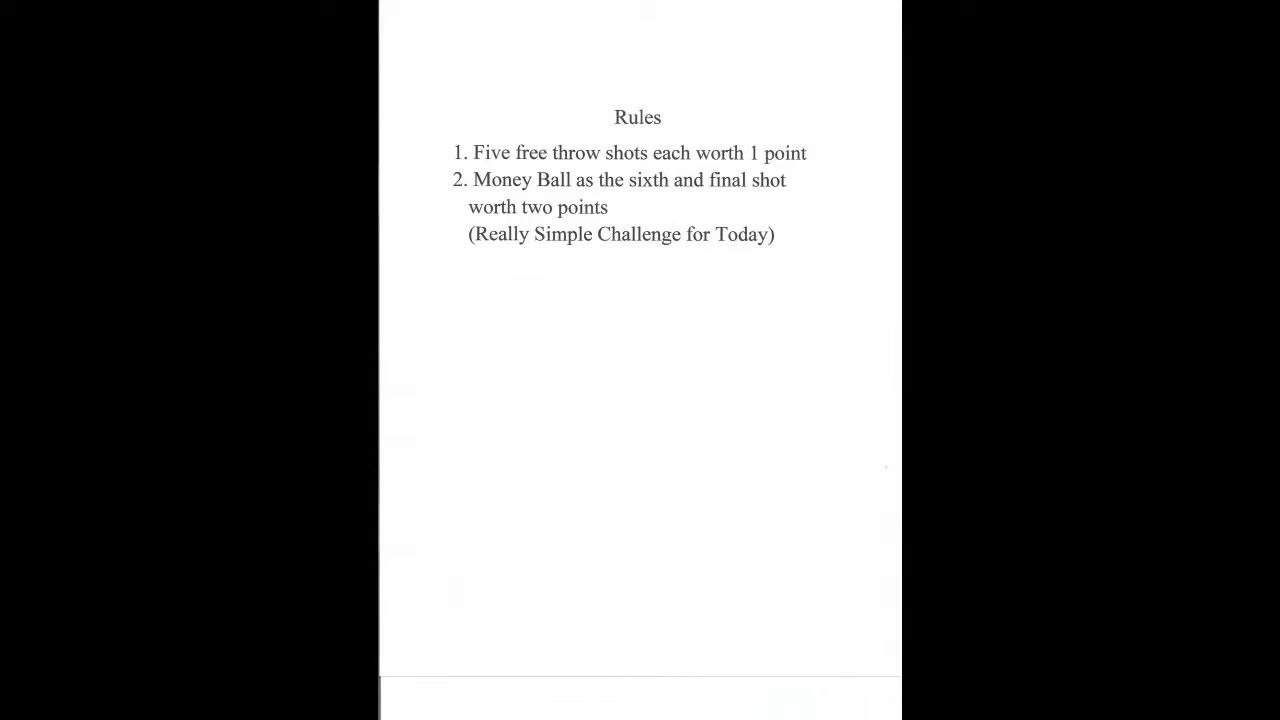 Rules
1. Five free throw shots each worth 1 point
2. Money Ball as the sixth and final shot
worth two points
(Really Simple Challenge for Today)